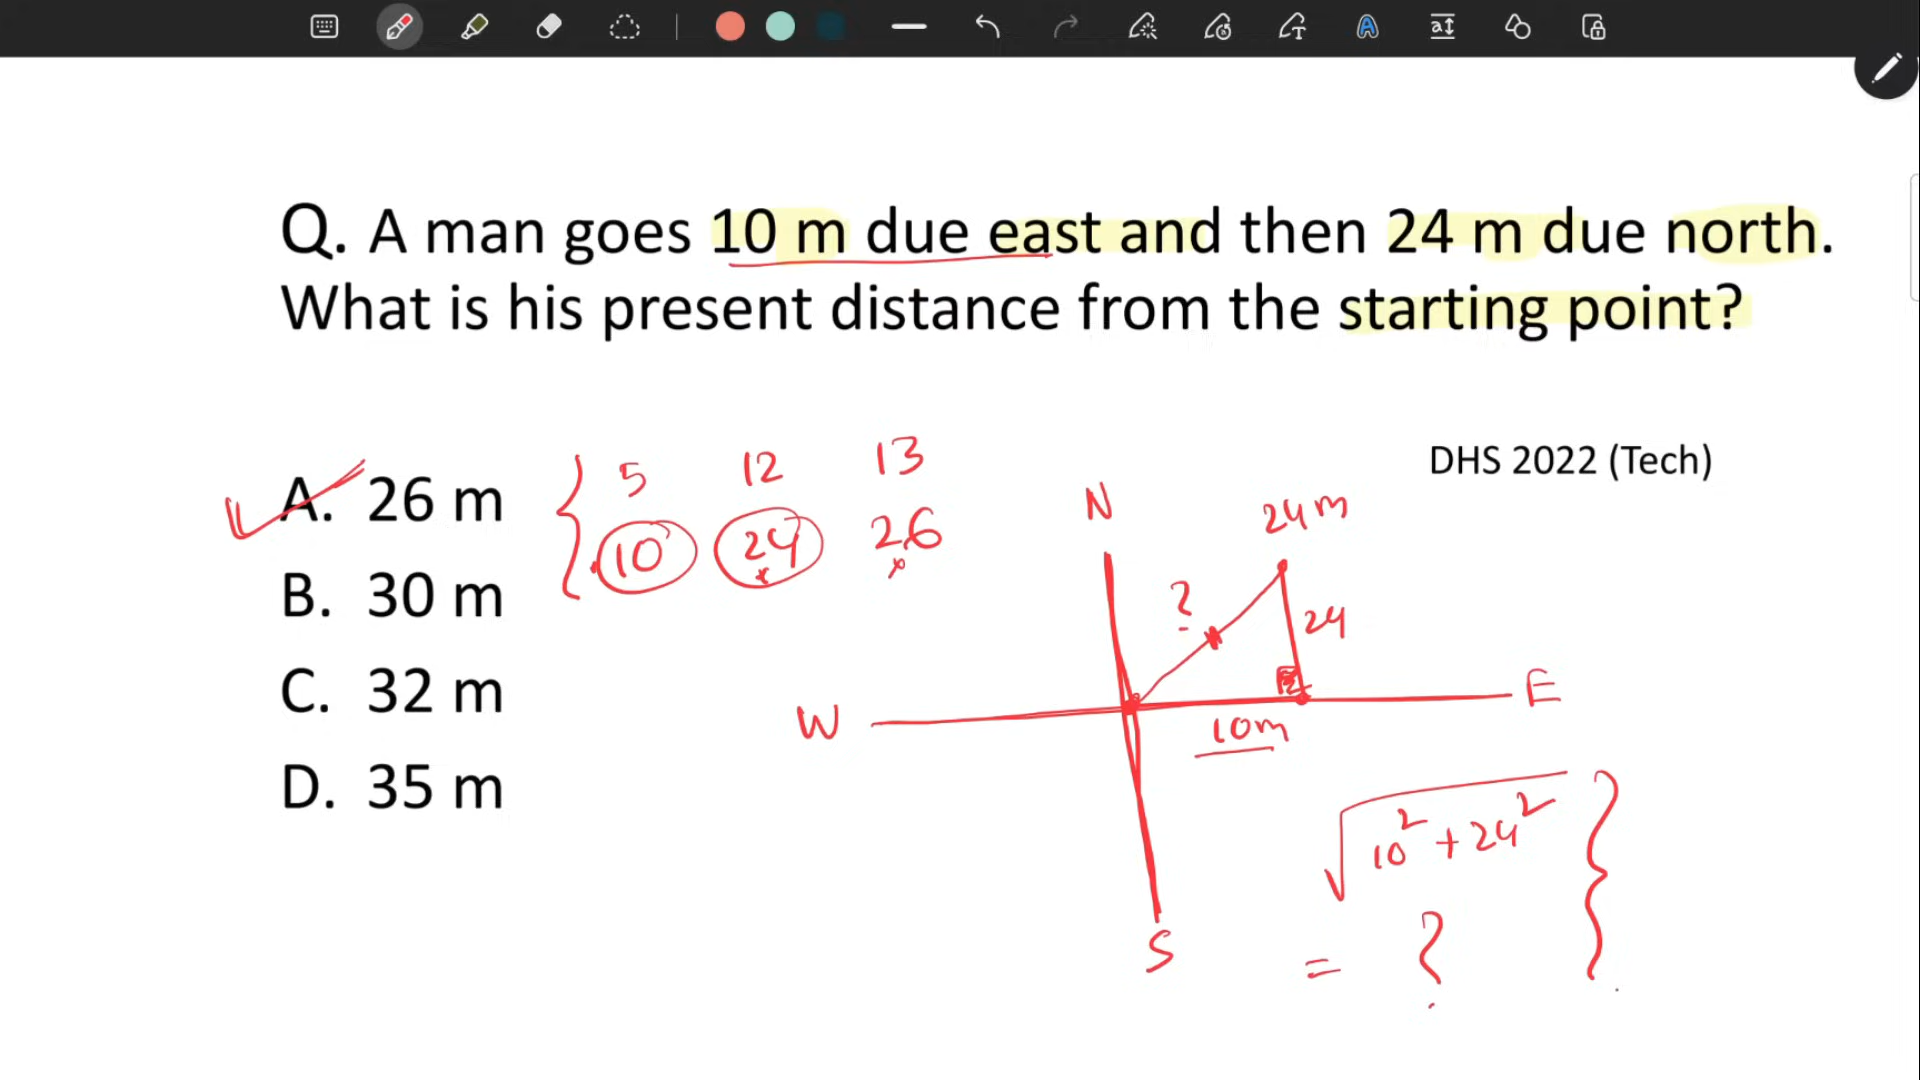 Q. A man goes 10 m due east and then 24 m due north.
What is his present distance from the starting point?
DHS 2022 (Tech)
A. 26 m
B. 30 m
C. 32 m
D. 35 m
5 12 13
10 24 26
N
24m
?
24
W
E
10m
S
√10²+24²
= ?